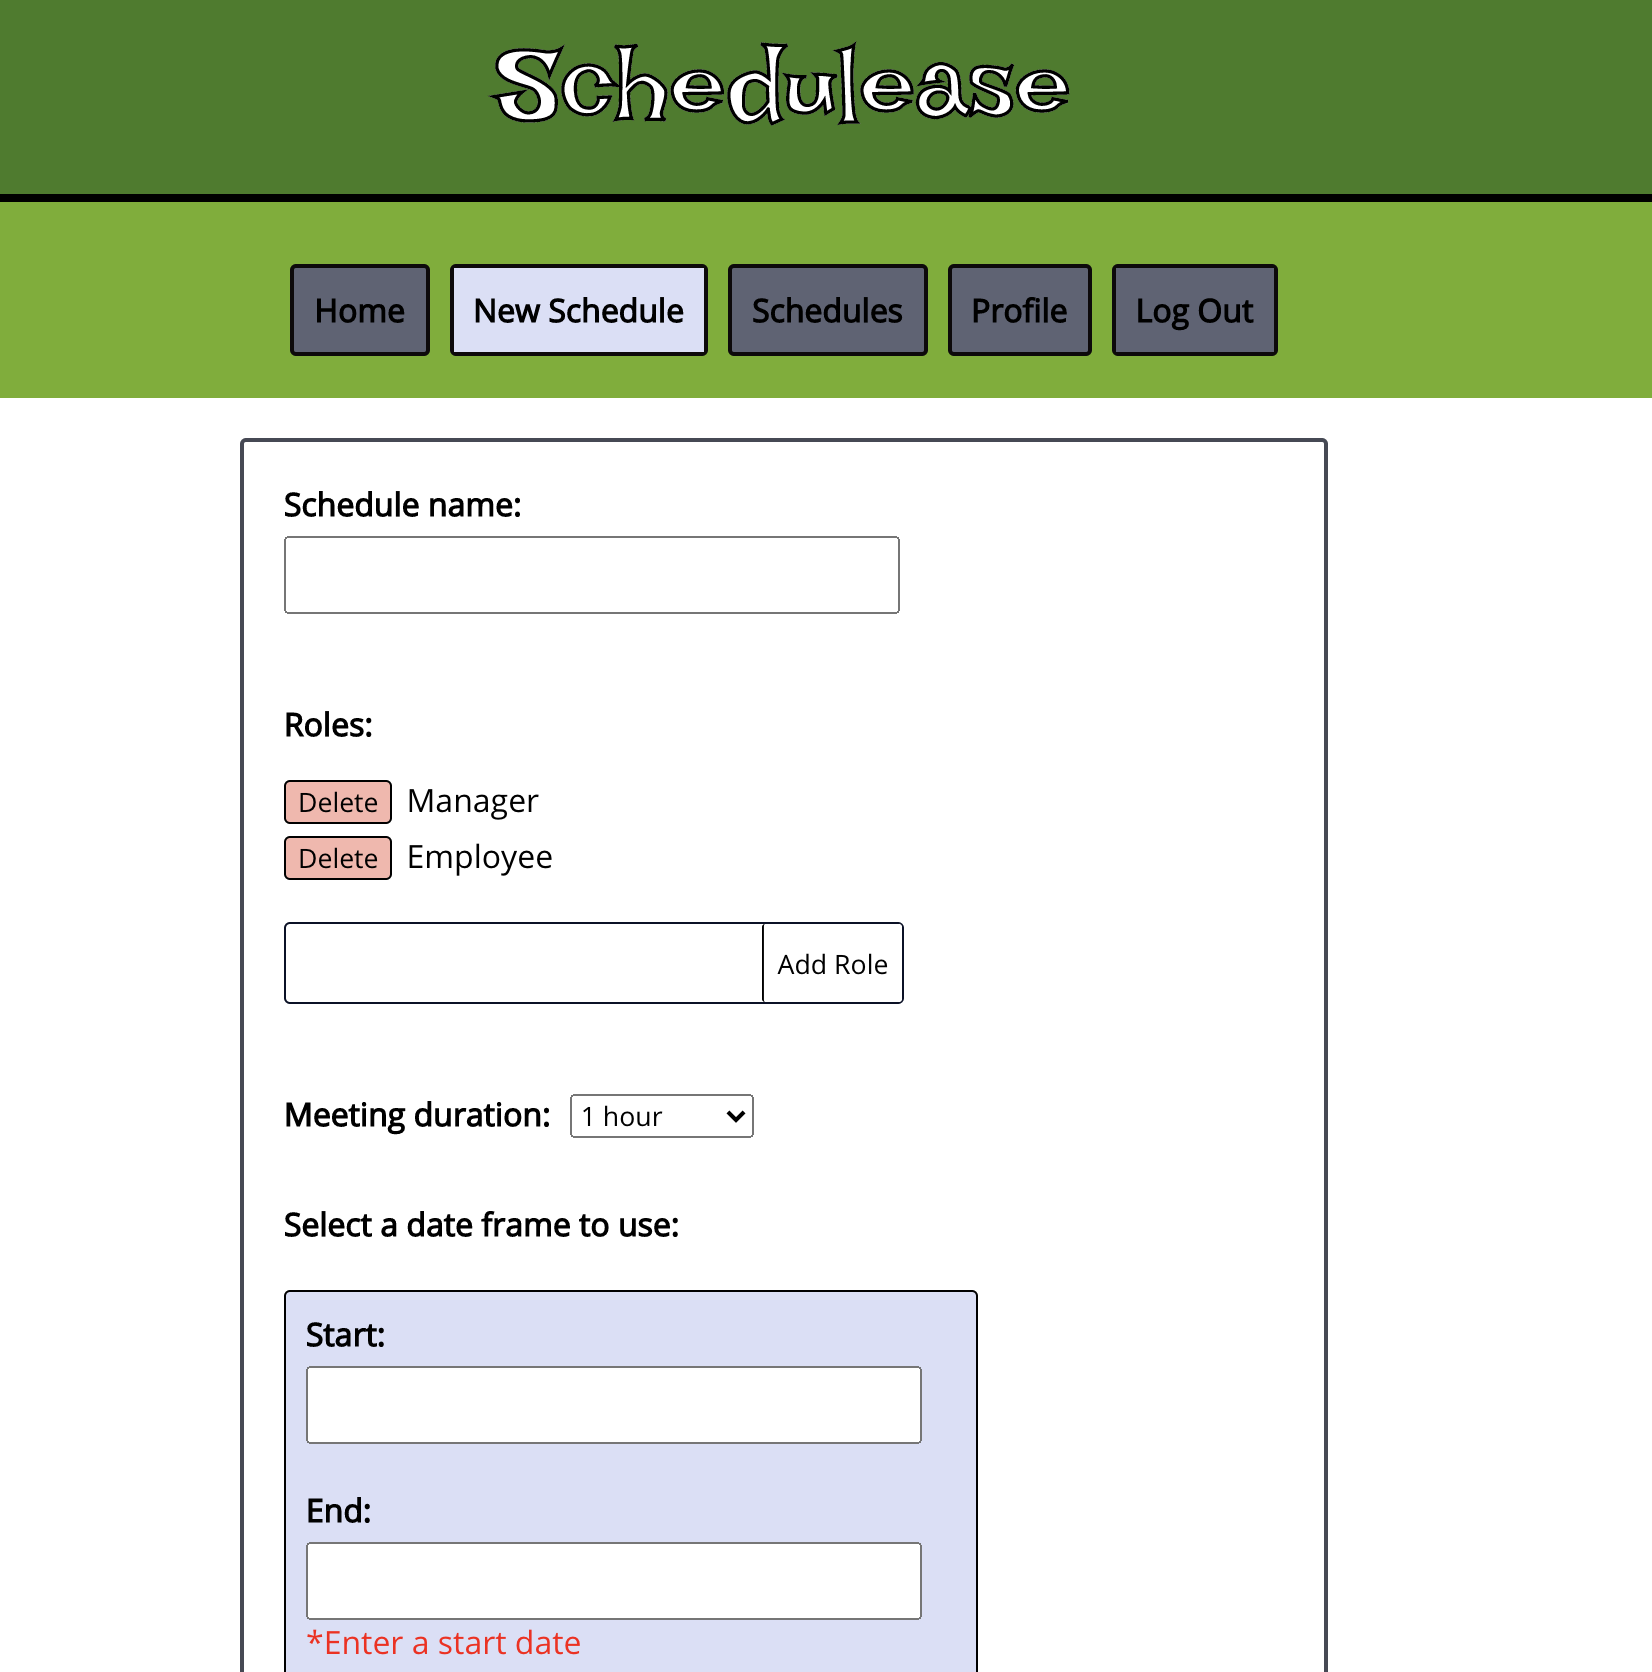 Schedulease
Home New Schedule Schedules Profile Log Out
Schedule name:
Roles:
Delete Manager
Delete Employee
Add Role
Meeting duration: 1 hour
Select a date frame to use:
Start:
End:
*Enter a start date